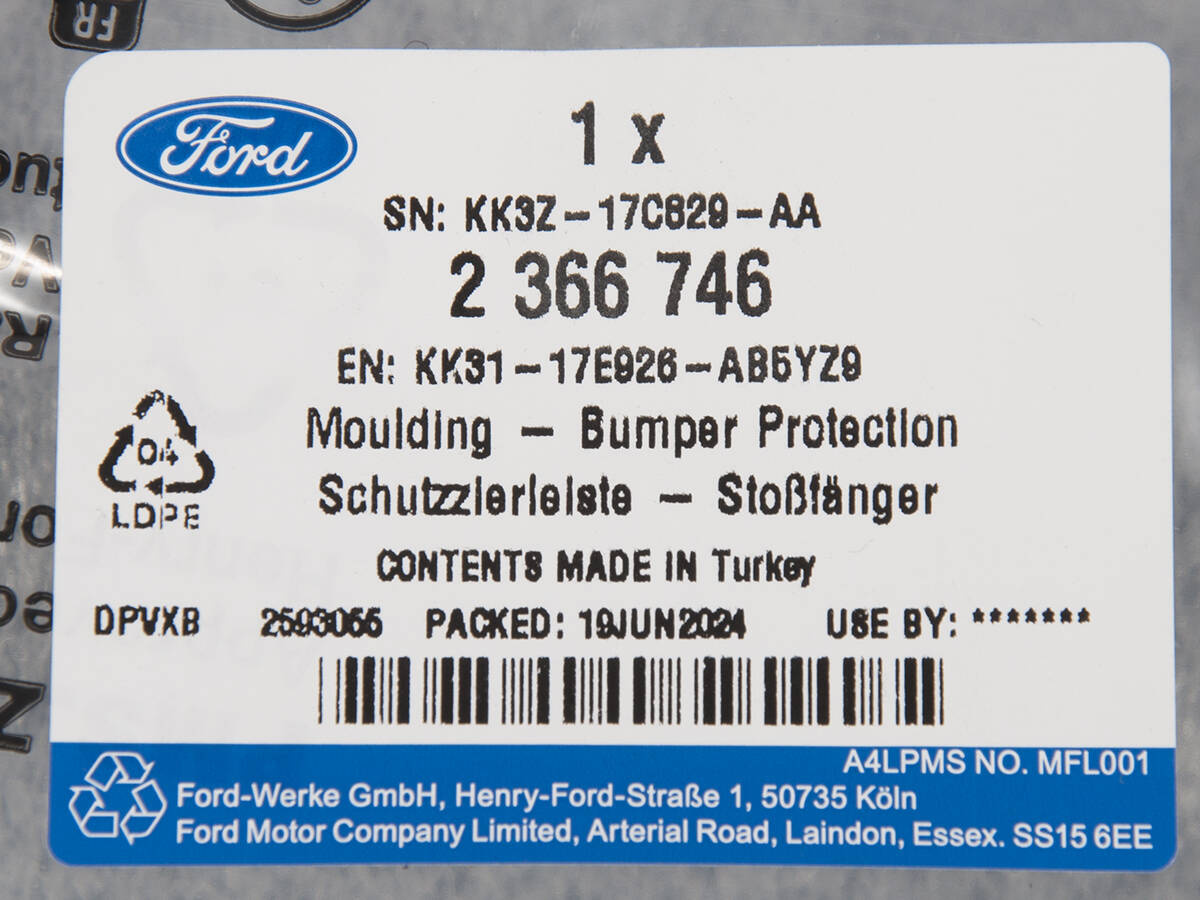 FR
Ford
1 x
SN: KK3Z-17C829-AA
2 366 746
EN: KK31-17E926-AB5YZ9
Moulding - Bumper Protection
04
LDPE
Schutzzierleiste - Stoßfänger
CONTENTS MADE IN Turkey
DPVXB 2593055 PACKED: 19JUN2024 USE BY: *******
A4LPMS NO. MFL001
Ford-Werke GmbH, Henry-Ford-Straße 1, 50735 Köln
Ford Motor Company Limited, Arterial Road, Laindon, Essex. SS15 6EE